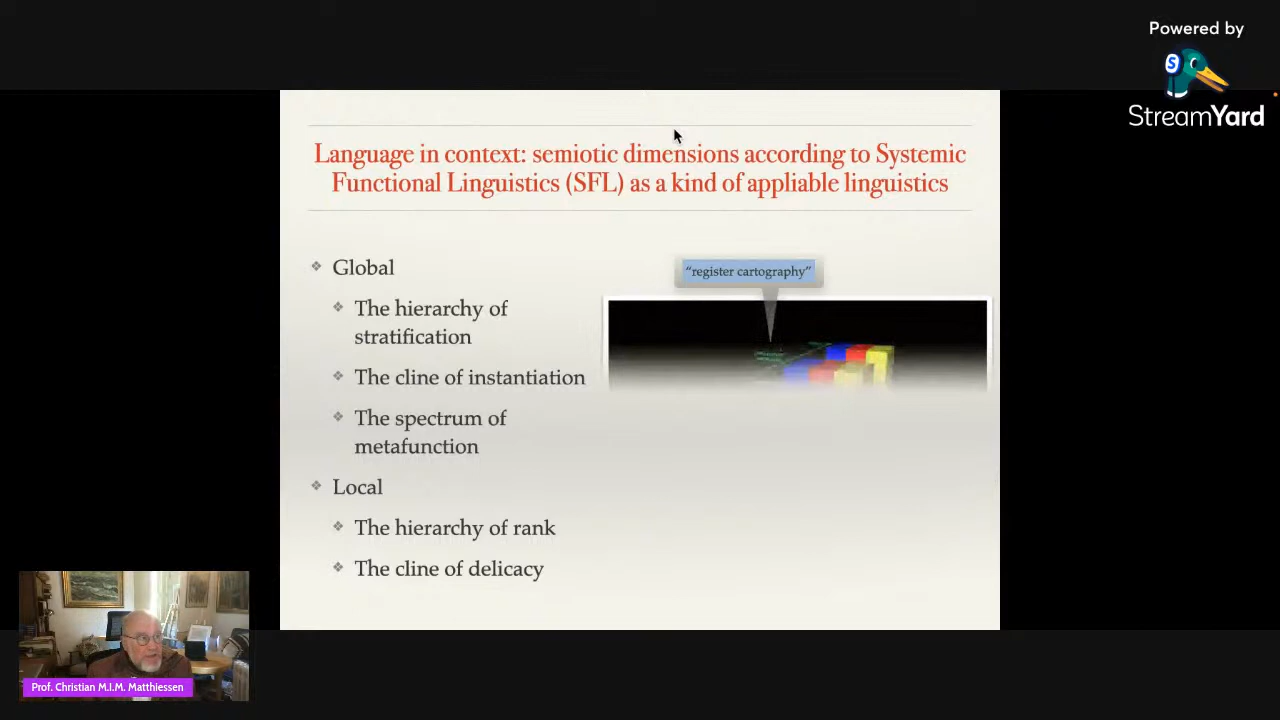 Powered by
S
StreamYard
Language in context: semiotic dimensions according to Systemic
Functional Linguistics (SFL) as a kind of appliable linguistics
❖ Global
❖ The hierarchy of
stratification
❖ The cline of instantiation
❖ The spectrum of
metafunction
❖ Local
❖ The hierarchy of rank
❖ The cline of delicacy
“register cartography”
Prof. Christian M.I.M. Matthiessen